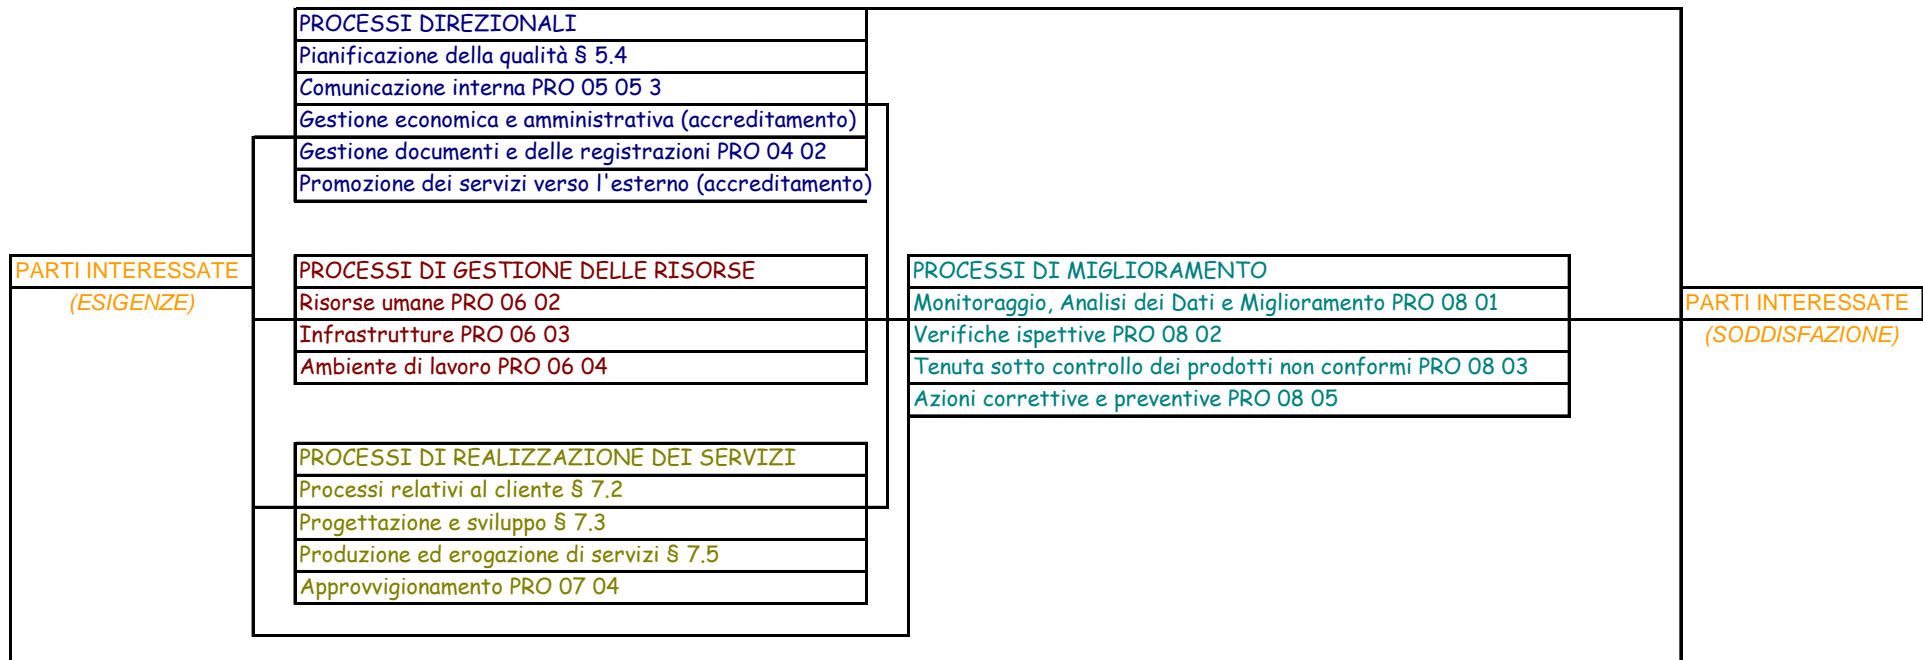 PROCESSI DIREZIONALI
Pianificazione della qualità § 5.4
Comunicazione interna PRO 05 05 3
Gestione economica e amministrativa (accreditamento)
Gestione documenti e delle registrazioni PRO 04 02
Promozione dei servizi verso l'esterno (accreditamento)
PARTI INTERESSATE
(ESIGENZE)
PROCESSI DI GESTIONE DELLE RISORSE
Risorse umane PRO 06 02
Infrastrutture PRO 06 03
Ambiente di lavoro PRO 06 04
PROCESSI DI MIGLIORAMENTO
Monitoraggio, Analisi dei Dati e Miglioramento PRO 08 01
Verifiche ispettive PRO 08 02
Tenuta sotto controllo dei prodotti non conformi PRO 08 03
Azioni correttive e preventive PRO 08 05
PARTI INTERESSATE
(SODDISFAZIONE)
PROCESSI DI REALIZZAZIONE DEI SERVIZI
Processi relativi al cliente § 7.2
Progettazione e sviluppo § 7.3
Produzione ed erogazione di servizi § 7.5
Approvvigionamento PRO 07 04